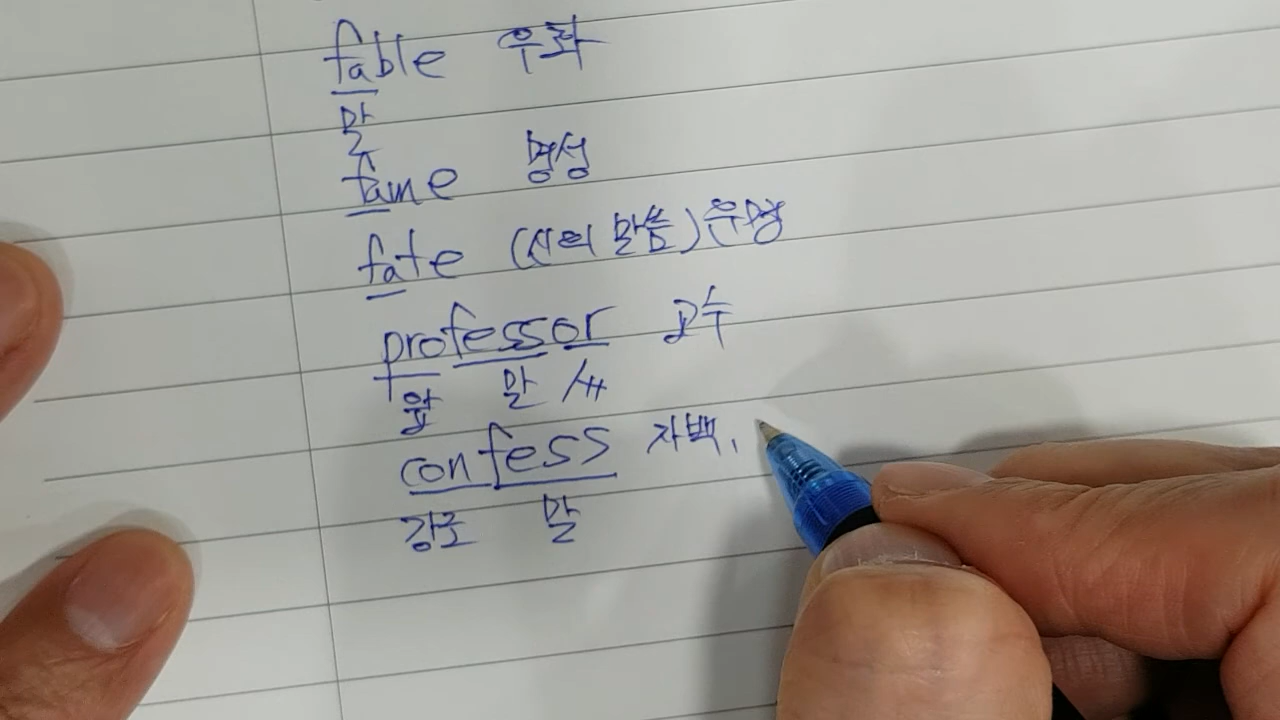 fable 우화
말
fame 명성
fate (신의 말씀) 운명
professor 교수
앞 말 사
confess 자백,
강조 말